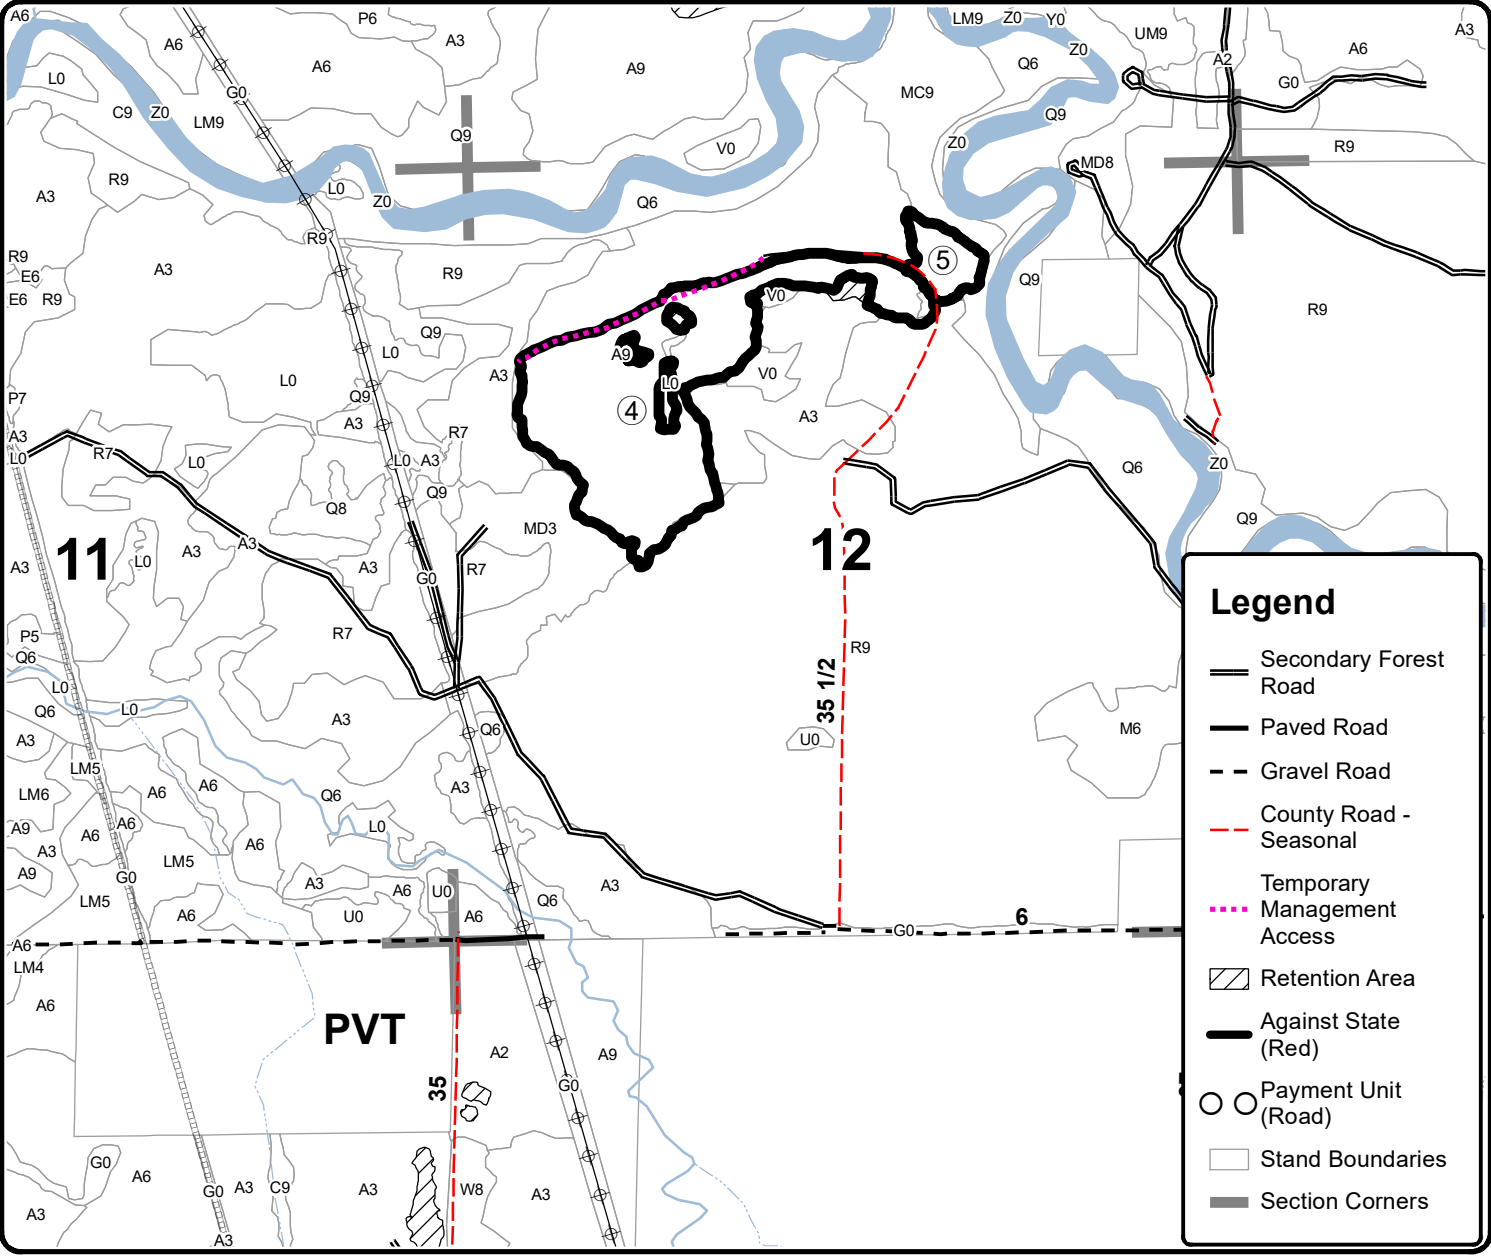 A6
P6
A3
LM9
Z0
Y0
UM9
A3
A6
Z0
A6
A6
A9
Q6
A2
L0
G0
MC9
G0
C9
Z0
LM9
Q9
Q9
Z0
V0
R9
MD8
R9
L0
A3
Z0
Q6
R9
R9
A3
R9
5
E6
Q9
E6
R9
V0
R9
Q9
A9
L0
L0
V0
A3
L0
Q9
P7
4
A3
A3
R7
A3
L0
R7
L0
L0
A3
Z0
Q6
Q9
Q8
Q9
MD3
11
12
A3
A3
L0
A3
A3
G0
R7
P5
R7
R9
Q6
L0
35 1/2
Q6
L0
A3
Q6
M6
U0
A3
LM5
A6
A3
LM6
A6
Q6
A6
A9
A6
L0
A3
A6
LM5
A9
G0
A3
A6
U0
A3
LM5
Q6
A6
U0
A6
6
G0
A6
LM4
A6
PVT
A2
A9
35
G0
G0
A6
G0
A3
C9
A3
W8
A3
A3
A3
Legend
Secondary Forest
Road
Paved Road
Gravel Road
County Road -
Seasonal
Temporary
Management
Access
Retention Area
Against State
(Red)
Payment Unit
(Road)
Stand Boundaries
Section Corners